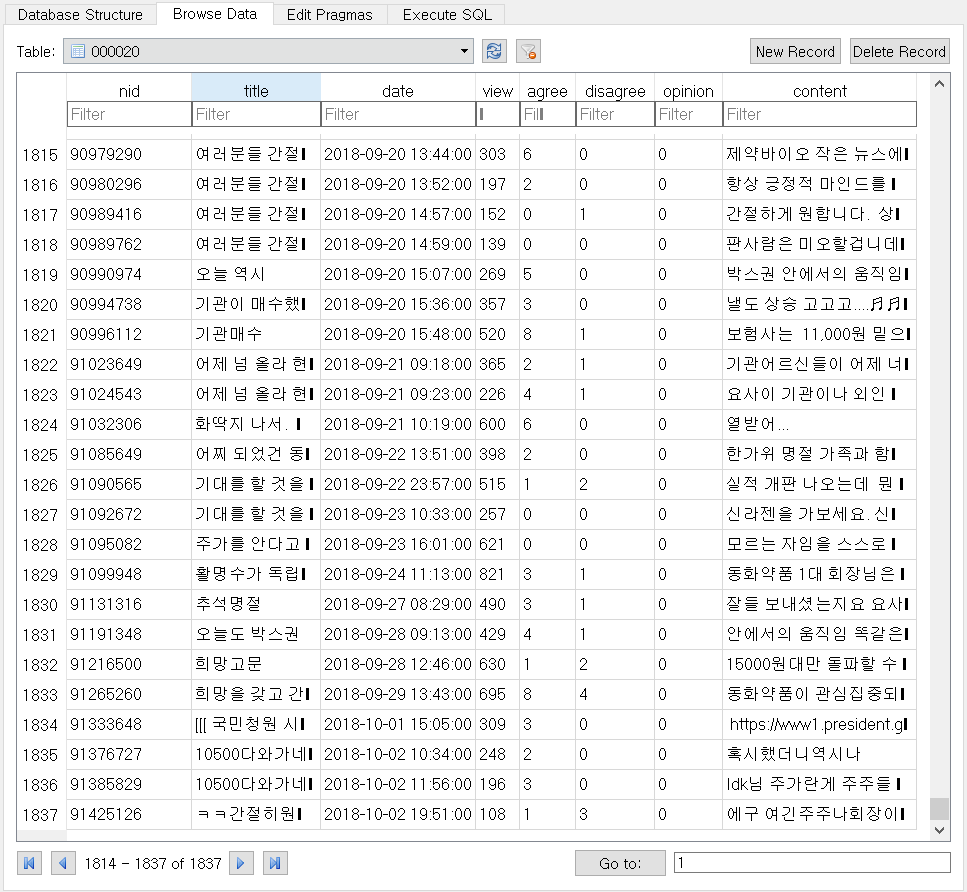 Database Structure Browse Data Edit Pragmas Execute SQL
Table: 000020 New Record Delete Record
nid title date view agree disagree opinion content
Filter Filter Filter Fil Filter Filter Filter
1815 90979290 여러분들 간절 2018-09-20 13:44:00 303 6 0 0 제약바이오 작은 뉴스에
1816 90980296 여러분들 간절 2018-09-20 13:52:00 197 2 0 0 항상 긍정적 마인드를
1817 90989416 여러분들 간절 2018-09-20 14:57:00 152 0 1 0 간절하게 원합니다. 상
1818 90989762 여러분들 간절 2018-09-20 14:59:00 139 0 0 0 판사람은 미오할겁니데
1819 90990974 오늘 역시 2018-09-20 15:07:00 269 5 0 0 박스권 안에서의 움직임
1820 90994738 기관이 매수했 2018-09-20 15:36:00 357 3 0 0 낼도 상승 고고고....♬♬
1821 90996112 기관매수 2018-09-20 15:48:00 520 8 1 0 보험사는 11,000원 밑으
1822 91023649 어제 넘 올라 현 2018-09-21 09:18:00 365 2 1 0 기관어르신들이 어제 너
1823 91024543 어제 넘 올라 현 2018-09-21 09:23:00 226 4 1 0 요사이 기관이나 외인
1824 91032306 화딱지 나서. 2018-09-21 10:19:00 600 6 0 0 열받어...
1825 91085649 어찌 되었건 동 2018-09-22 13:51:00 398 2 0 0 한가위 명절 가족과 함
1826 91090565 기대를 할 것을 2018-09-22 23:57:00 515 1 2 0 실적 개판 나오는데 뭔
1827 91092672 기대를 할 것을 2018-09-23 10:33:00 257 0 0 0 신라젠을 가보세요. 신
1828 91095082 주가를 안다고 2018-09-23 16:01:00 621 0 0 0 모르는 자임을 스스로
1829 91099948 활명수가 독립 2018-09-24 11:13:00 821 3 1 0 동화약품 1대 회장님은
1830 91131316 추석명절 2018-09-27 08:29:00 490 3 1 0 잘들 보내셨는지요 요사
1831 91191348 오늘도 박스권 2018-09-28 09:13:00 429 4 1 0 안에서의 움직임 똑같은
1832 91216500 희망고문 2018-09-28 12:46:00 630 1 2 0 15000원대만 돌파할 수
1833 91265260 희망을 갖고 간 2018-09-29 13:43:00 695 8 4 0 동화약품이 관심집중되
1834 91333648 [[[ 국민청원 시 2018-10-01 15:05:00 309 3 0 0 https://www1.president.g
1835 91376727 10500다와가네 2018-10-02 10:34:00 248 2 0 0 혹시했더니역시나
1836 91385829 10500다와가네 2018-10-02 11:56:00 196 3 0 0 ldk님 주가란게 주주들
1837 91425126 ㅋㅋ간절히원 2018-10-02 19:51:00 108 1 3 0 에구 여긴주주나회장이
1814 - 1837 of 1837 Go to: 1